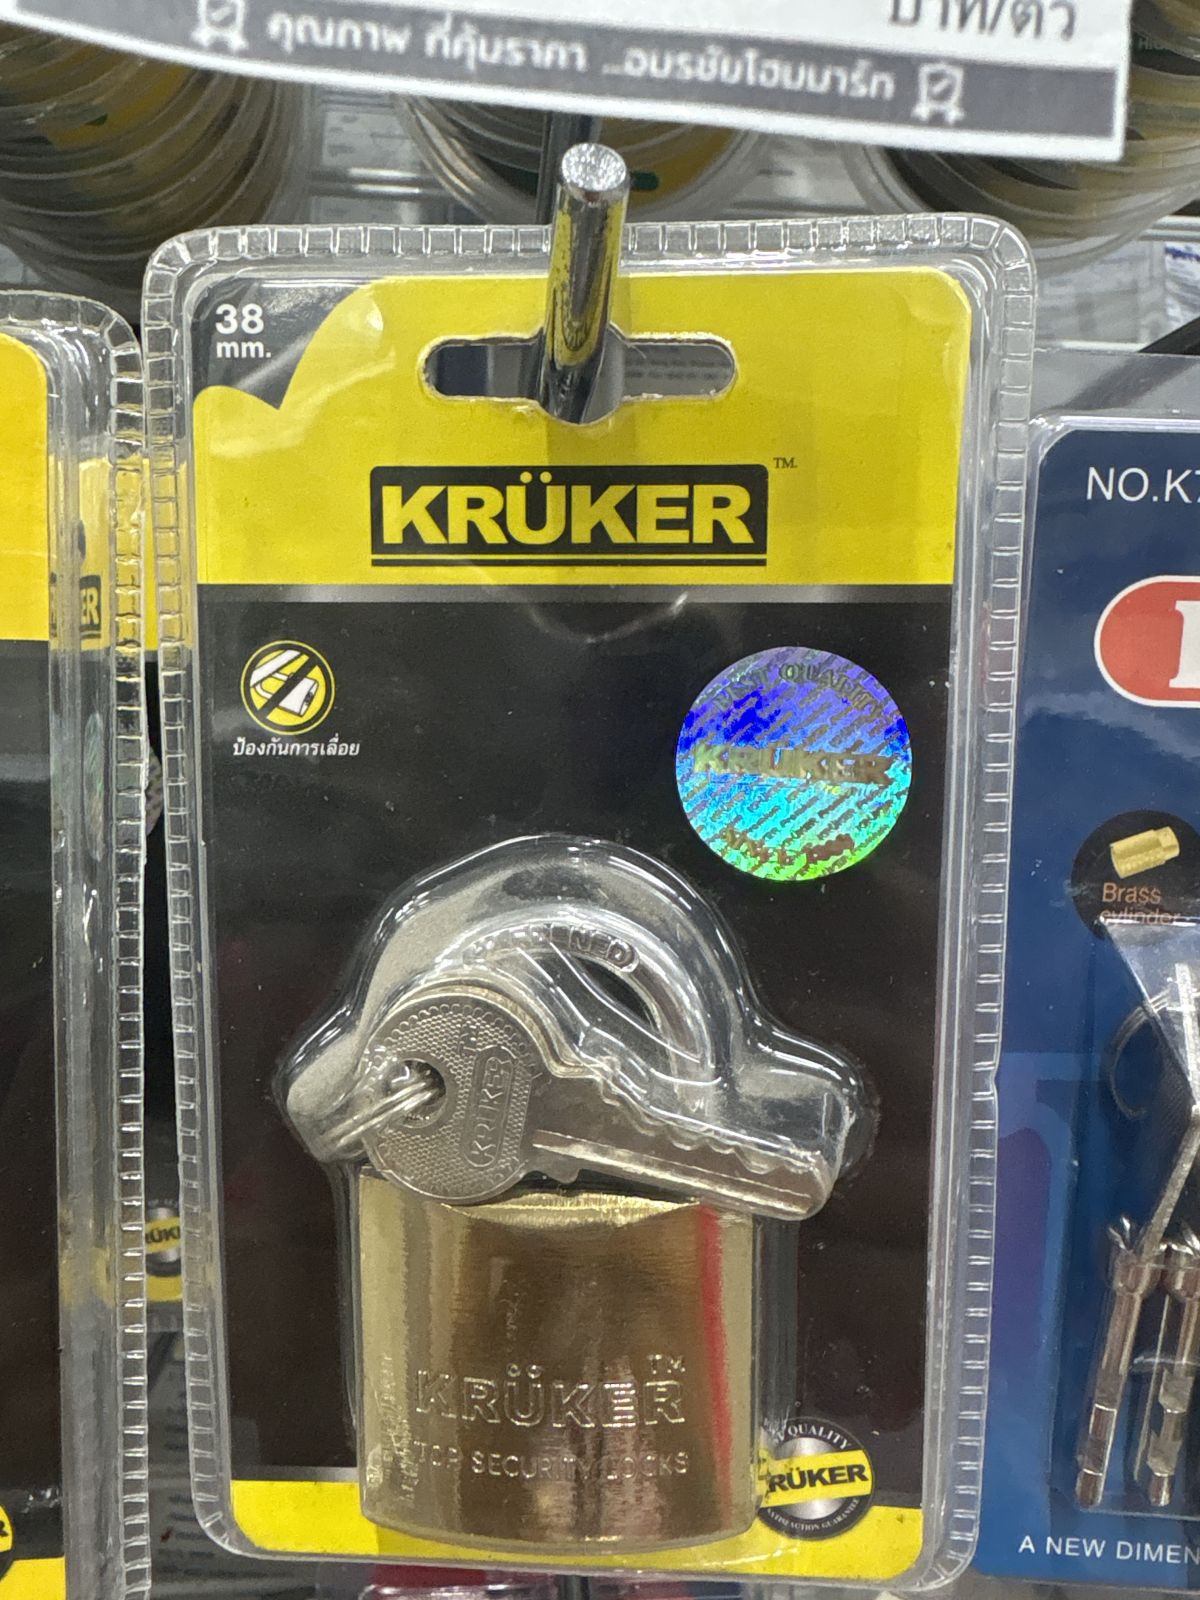 บาท/ตัว
คุณภาพ ที่คุ้มราคา ...อมรชัยโฮมมาร์ท
38
mm.
KRÜKER
TM.
ป้องกันการเลื่อย
KRÜKER
HARDENED
KRUKER
KRÜKER TM
TOP SECURITY LOCKS
QUALITY
KRÜKER
NO.K
Brass
cylinder
A NEW DIMEN